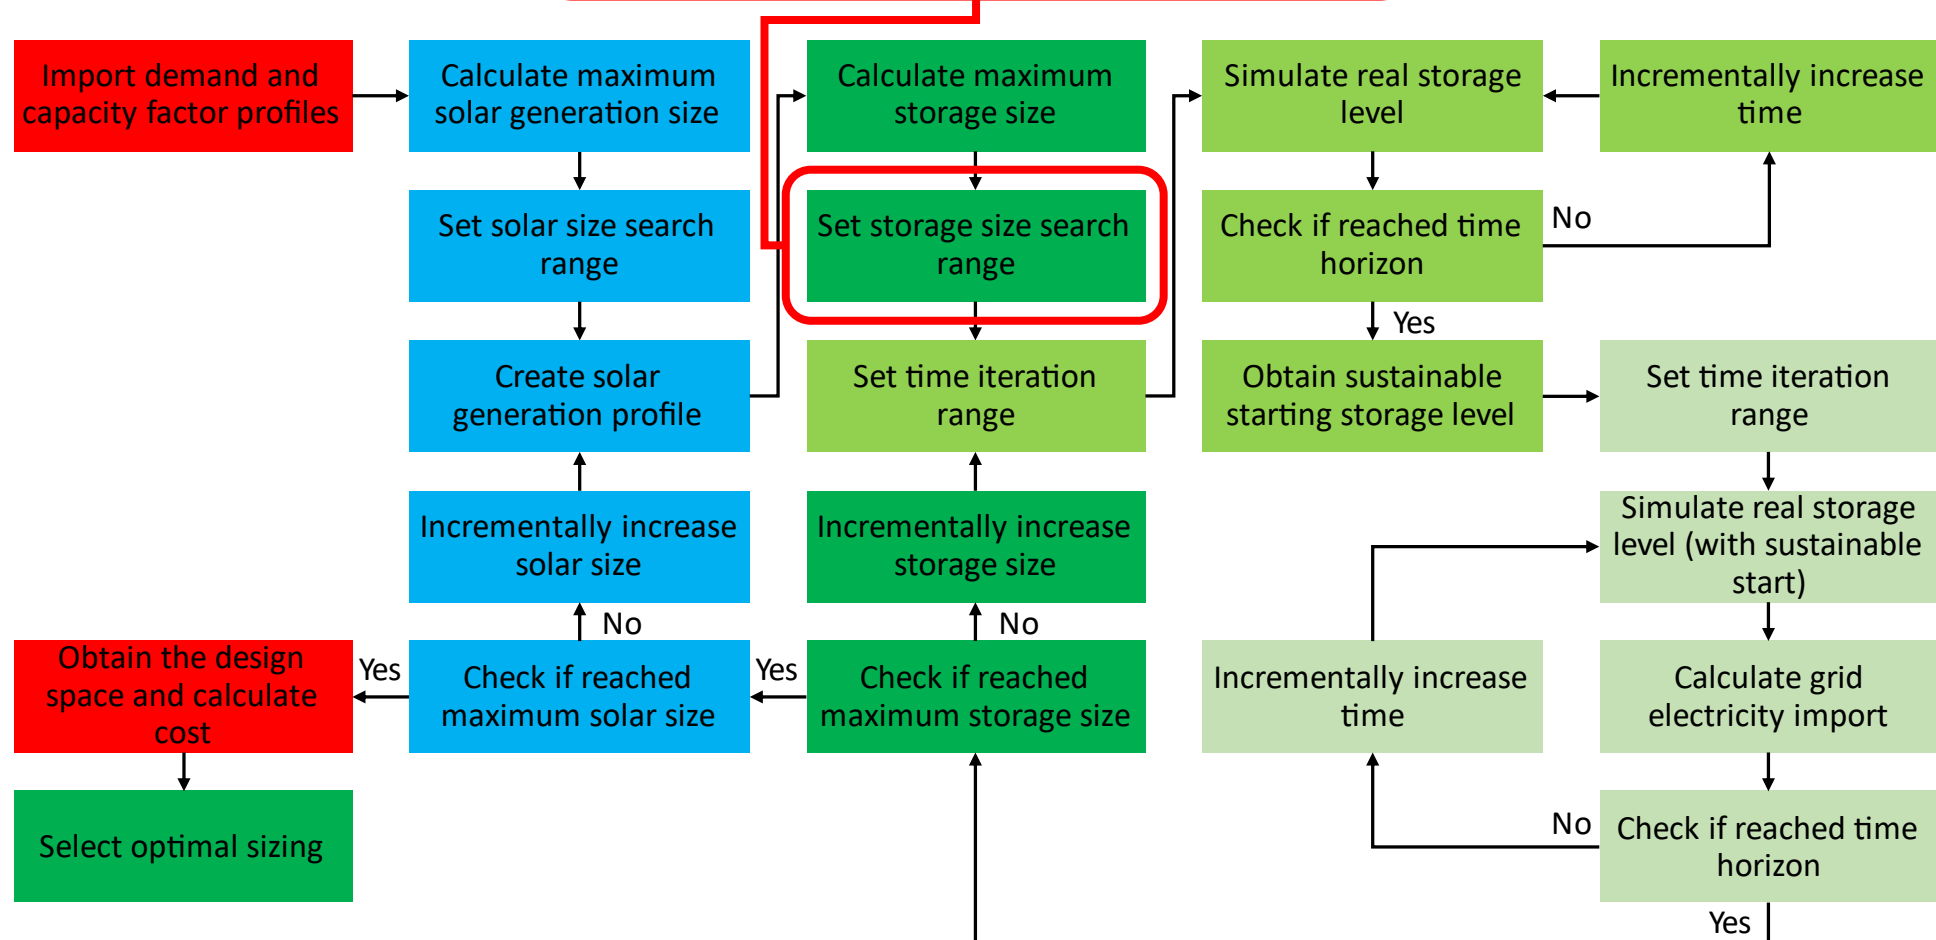 Import demand and
capacity factor profiles
Calculate maximum
solar generation size
Calculate maximum
storage size
Simulate real storage
level
Incrementally increase
time
Set solar size search
range
Set storage size search
range
Check if reached time
horizon
No
Yes
Create solar
generation profile
Set time iteration
range
Obtain sustainable
starting storage level
Set time iteration
range
Incrementally increase
solar size
Incrementally increase
storage size
Simulate real storage
level (with sustainable
start)
No
No
Obtain the design
space and calculate
cost
Yes
Check if reached
maximum solar size
Yes
Check if reached
maximum storage size
Incrementally increase
time
Calculate grid
electricity import
Select optimal sizing
No
Check if reached time
horizon
Yes